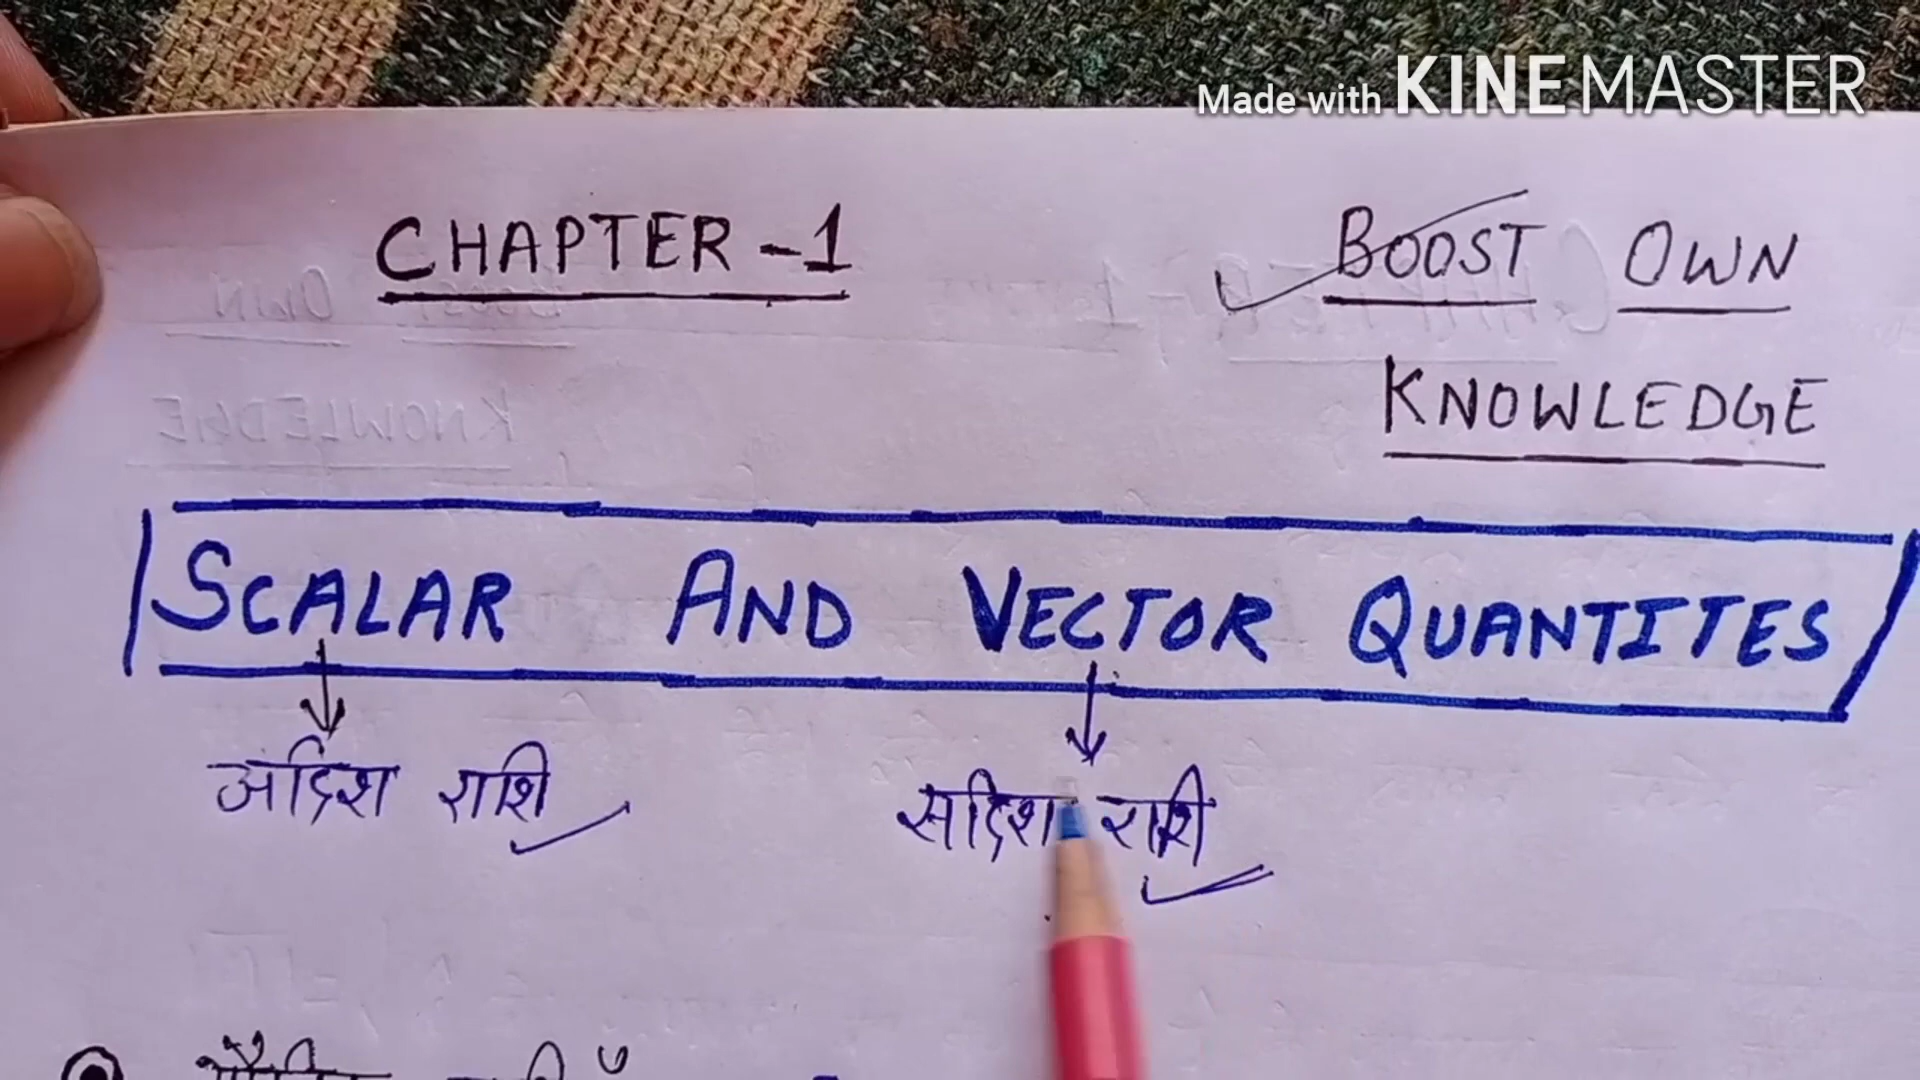 Made with KINEMASTER
CHAPTER -1
BOOST OWN
KNOWLEDGE
SCALAR AND VECTOR QUANTITES
अदिश राशि
सदिश राशि